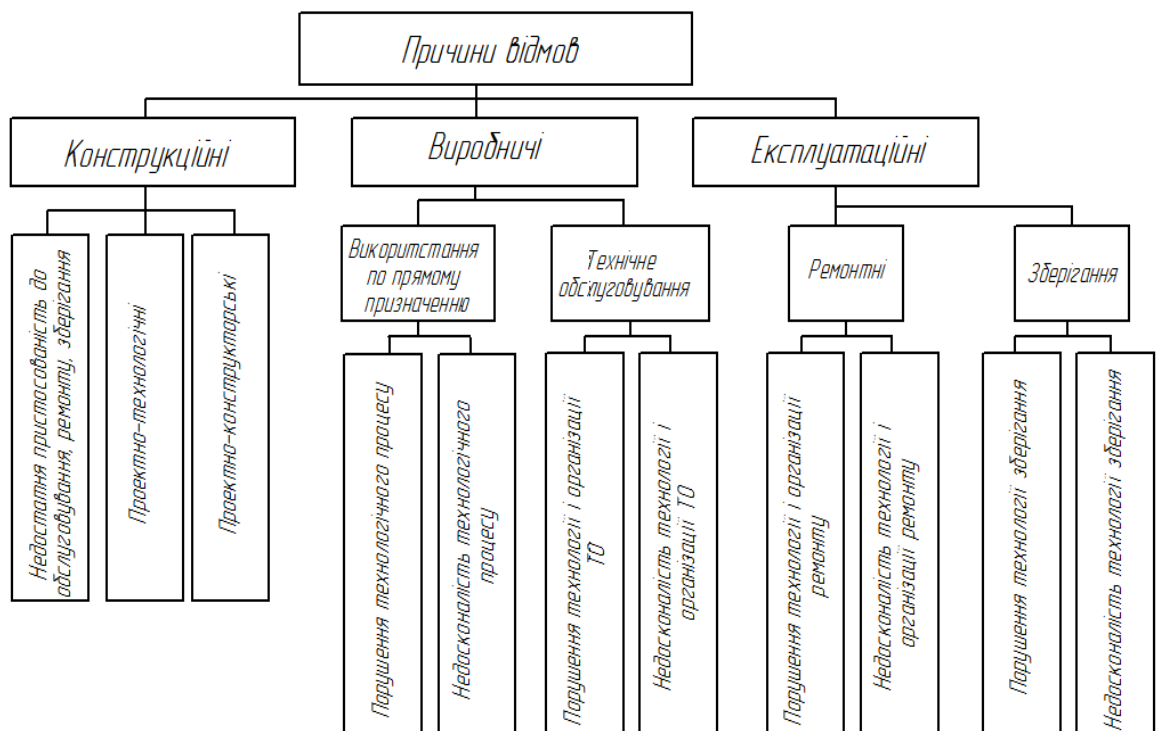 Причини відмов
Конструкційні
Виробничі
Експлуатаційні
Недостатня пристосованість до
обслуговування, ремонту, зберігання
Проектно-технологічні
Проектно-конструкторські
Використання
по прямому
призначенню
Технічне
обслуговування
Ремонтні
Зберігання
Порушення технологічного процесу
Недосконалість технологічного
процесу
Порушення технології і організації
ТО
Недосконалість технології і
організації ТО
Порушення технології і організації
ремонту
Недосконалість технології і
організації ремонту
Порушення технології зберігання
Недосконалість технології зберігання